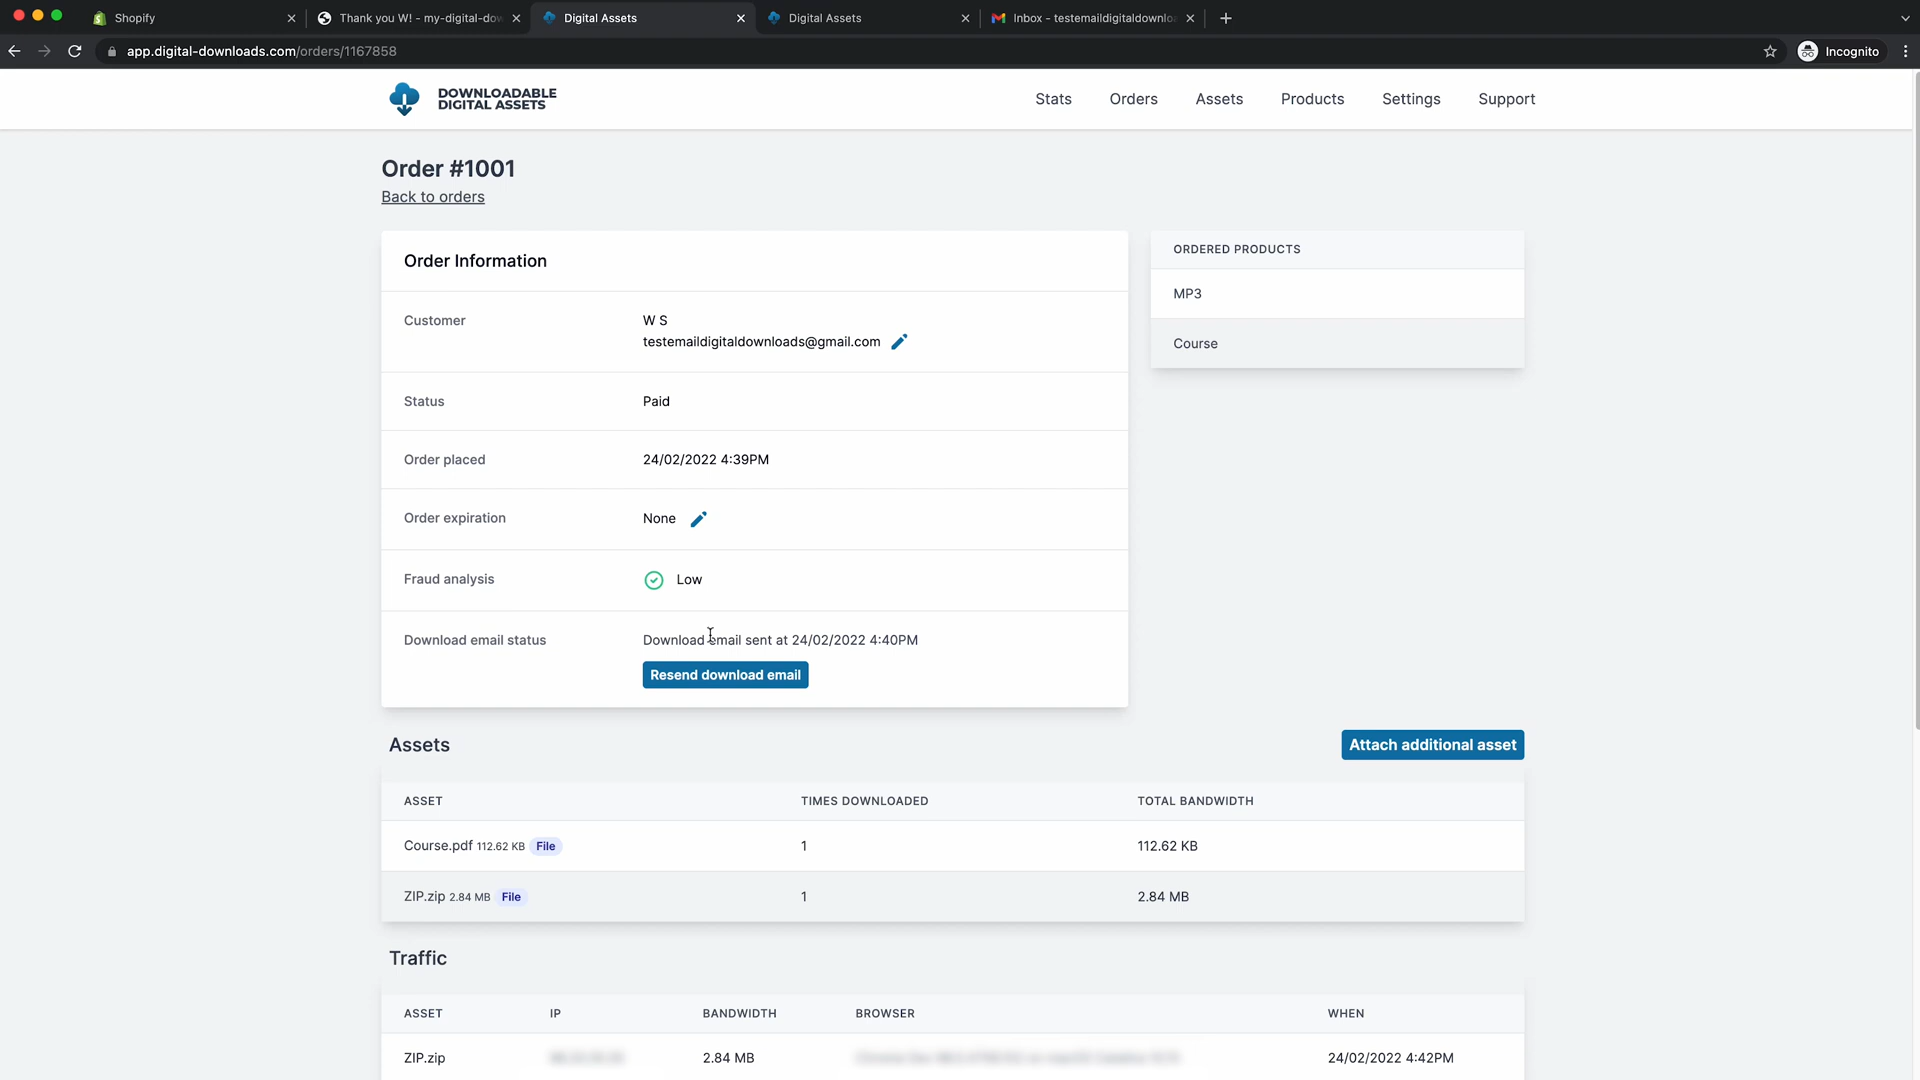 Shopify
Thank you W! - my-digital-dow
Digital Assets
Digital Assets
Inbox - testemaildigitaldownlo
app.digital-downloads.com/orders/1167858
Incognito
DOWNLOADABLE
DIGITAL ASSETS
Stats
Orders
Assets
Products
Settings
Support
Order #1001
Back to orders
Order Information
Customer
W S
testemaildigitaldownloads@gmail.com
Status
Paid
Order placed
24/02/2022 4:39PM
Order expiration
None
Fraud analysis
Low
Download email status
Download email sent at 24/02/2022 4:40PM
Resend download email
ORDERED PRODUCTS
MP3
Course
Assets
Attach additional asset
ASSET TIMES DOWNLOADED TOTAL BANDWIDTH
Course.pdf 112.62 KB File 1 112.62 KB
ZIP.zip 2.84 MB File 1 2.84 MB
Traffic
ASSET IP BANDWIDTH BROWSER WHEN
ZIP.zip 2.84 MB 24/02/2022 4:42PM